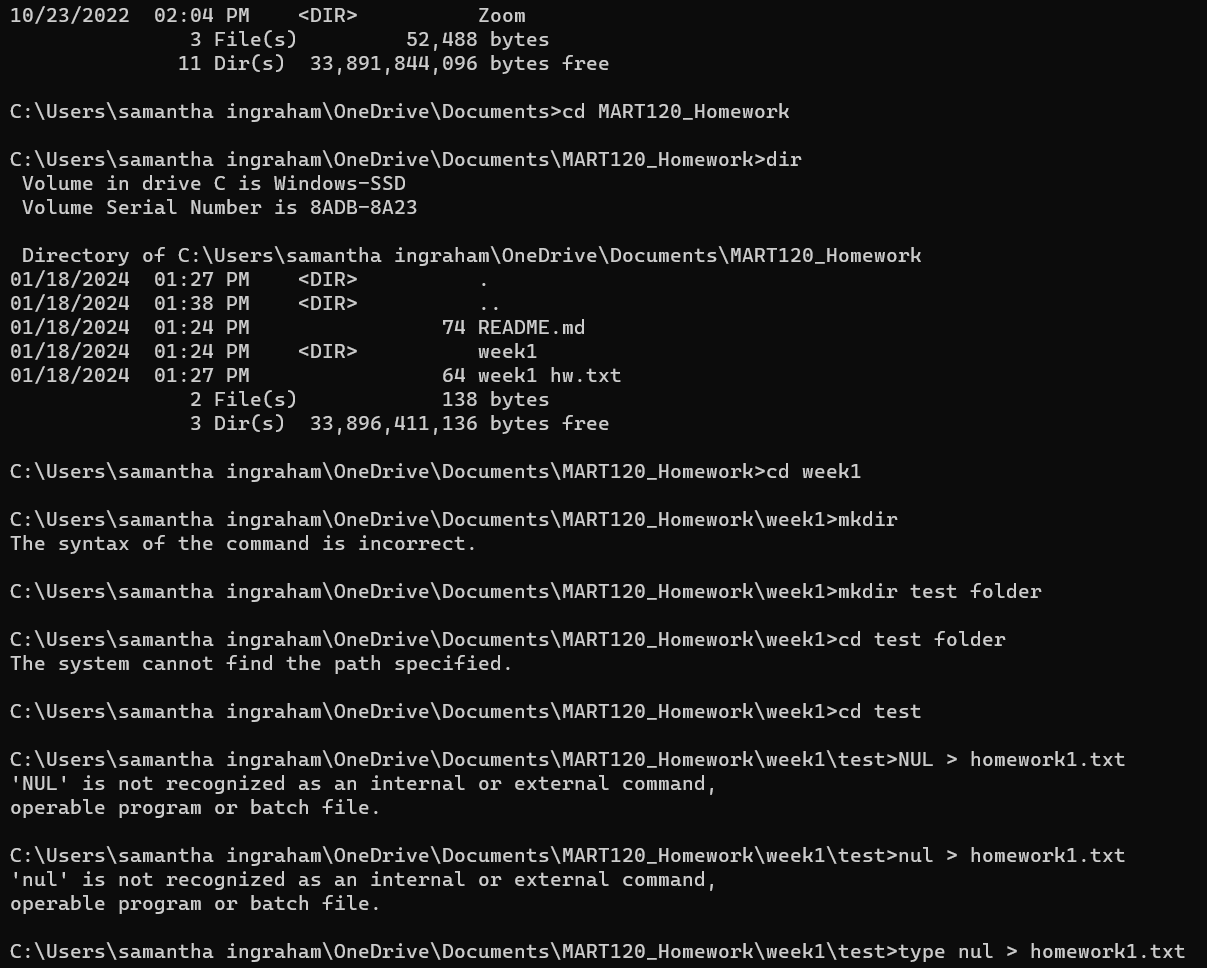 10/23/2022  02:04 PM    <DIR>          Zoom
               3 File(s)         52,488 bytes
              11 Dir(s)  33,891,844,096 bytes free

C:\Users\samantha ingraham\OneDrive\Documents>cd MART120_Homework

C:\Users\samantha ingraham\OneDrive\Documents\MART120_Homework>dir
 Volume in drive C is Windows-SSD
 Volume Serial Number is 8ADB-8A23

 Directory of C:\Users\samantha ingraham\OneDrive\Documents\MART120_Homework
01/18/2024  01:27 PM    <DIR>          .
01/18/2024  01:38 PM    <DIR>          ..
01/18/2024  01:24 PM                74 README.md
01/18/2024  01:24 PM    <DIR>          week1
01/18/2024  01:27 PM                64 week1 hw.txt
               2 File(s)            138 bytes
               3 Dir(s)  33,896,411,136 bytes free

C:\Users\samantha ingraham\OneDrive\Documents\MART120_Homework>cd week1

C:\Users\samantha ingraham\OneDrive\Documents\MART120_Homework\week1>mkdir
The syntax of the command is incorrect.

C:\Users\samantha ingraham\OneDrive\Documents\MART120_Homework\week1>mkdir test folder

C:\Users\samantha ingraham\OneDrive\Documents\MART120_Homework\week1>cd test folder
The system cannot find the path specified.

C:\Users\samantha ingraham\OneDrive\Documents\MART120_Homework\week1>cd test

C:\Users\samantha ingraham\OneDrive\Documents\MART120_Homework\week1\test>NUL > homework1.txt
'NUL' is not recognized as an internal or external command,
operable program or batch file.

C:\Users\samantha ingraham\OneDrive\Documents\MART120_Homework\week1\test>nul > homework1.txt
'nul' is not recognized as an internal or external command,
operable program or batch file.

C:\Users\samantha ingraham\OneDrive\Documents\MART120_Homework\week1\test>type nul > homework1.txt